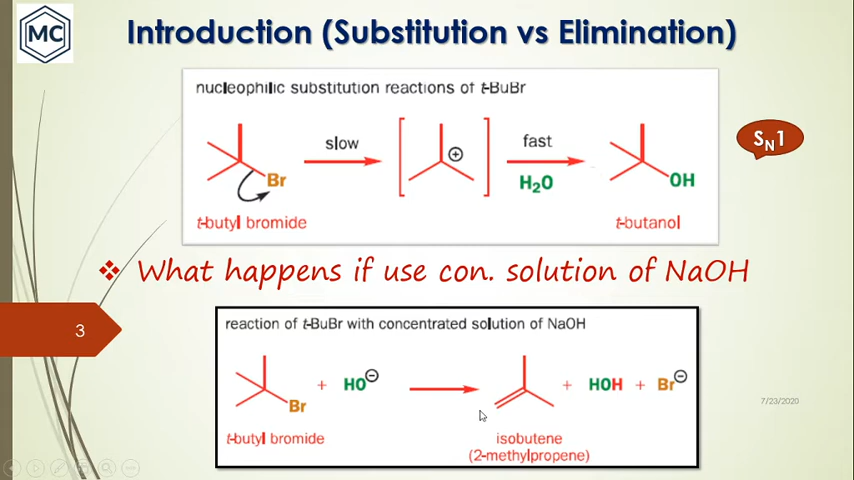 MC
Introduction (Substitution vs Elimination)
nucleophilic substitution reactions of t-BuBr
slow
fast
Br
⊕
H₂O
OH
t-butyl bromide
t-butanol
SN1
❖ What happens if use con. solution of NaOH
3
reaction of t-BuBr with concentrated solution of NaOH
Br + HO⊖ + HOH + Br⊖
t-butyl bromide
isobutene
(2-methylpropene)
7/23/2020